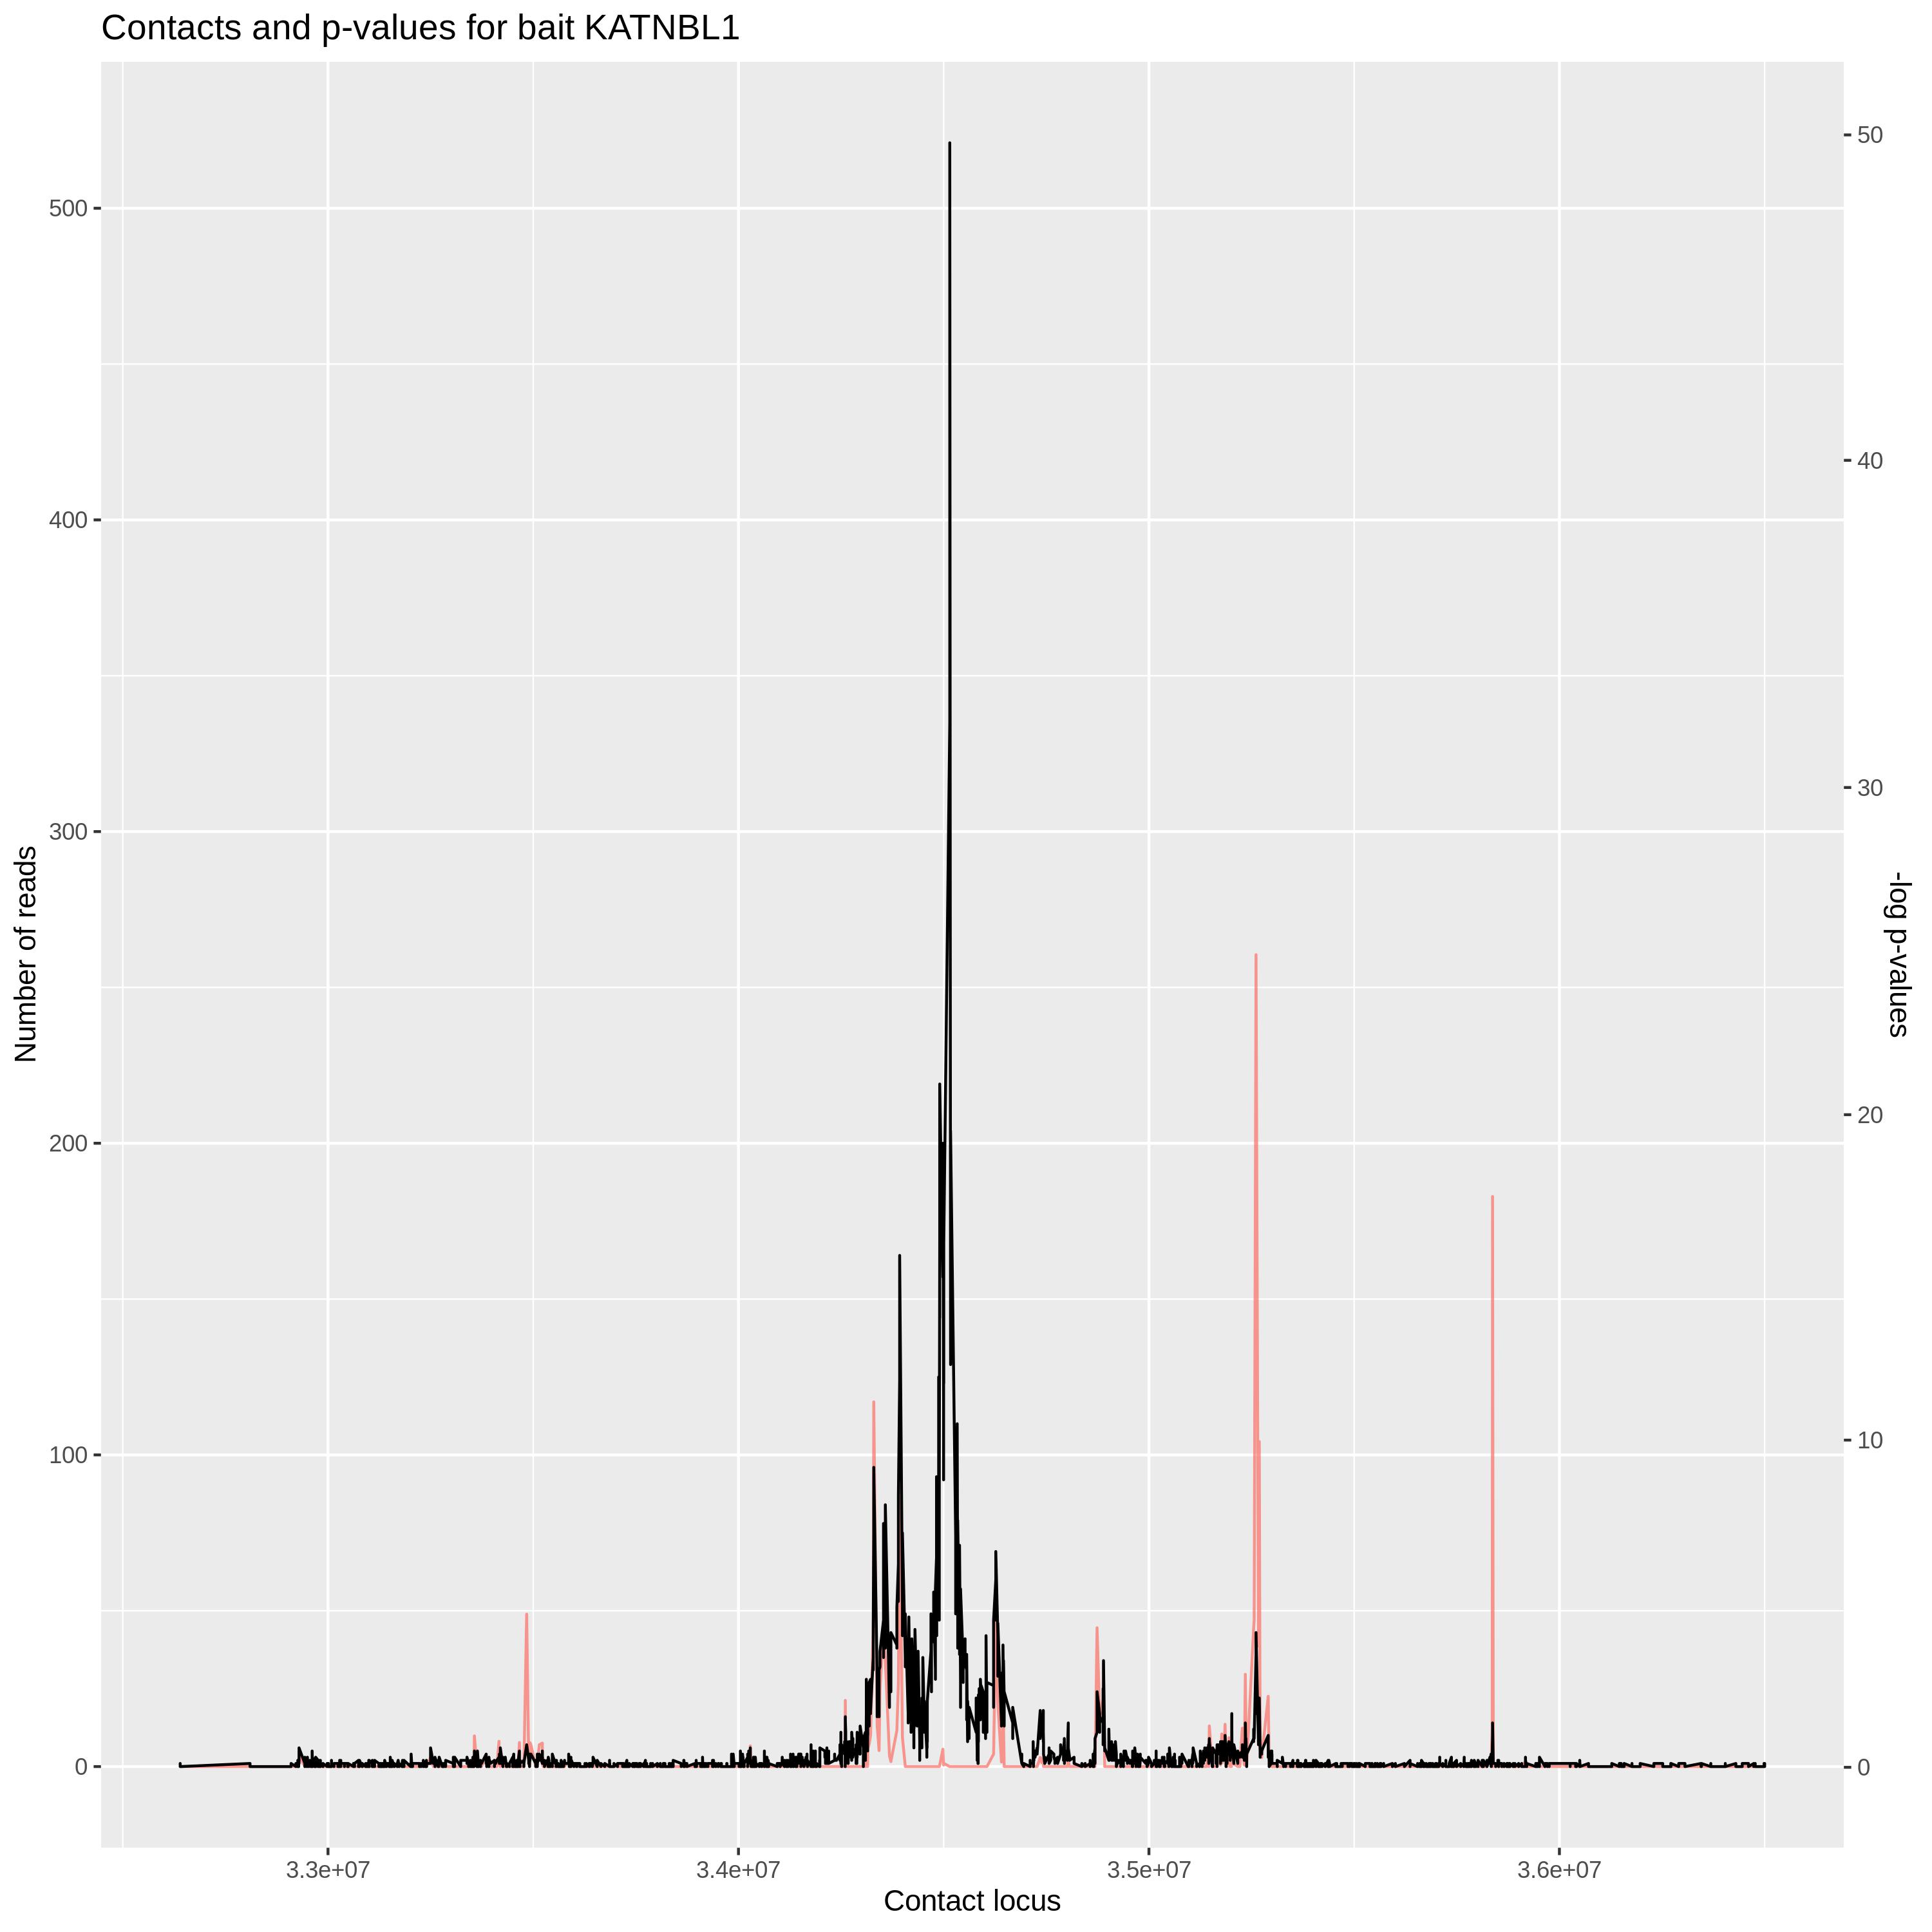 Contacts and p-values for bait KATNBL1
Number of reads
500
400
300
200
100
0
50
40
30
20
10
0
-log p-values
3.3e+07 3.4e+07 3.5e+07 3.6e+07
Contact locus